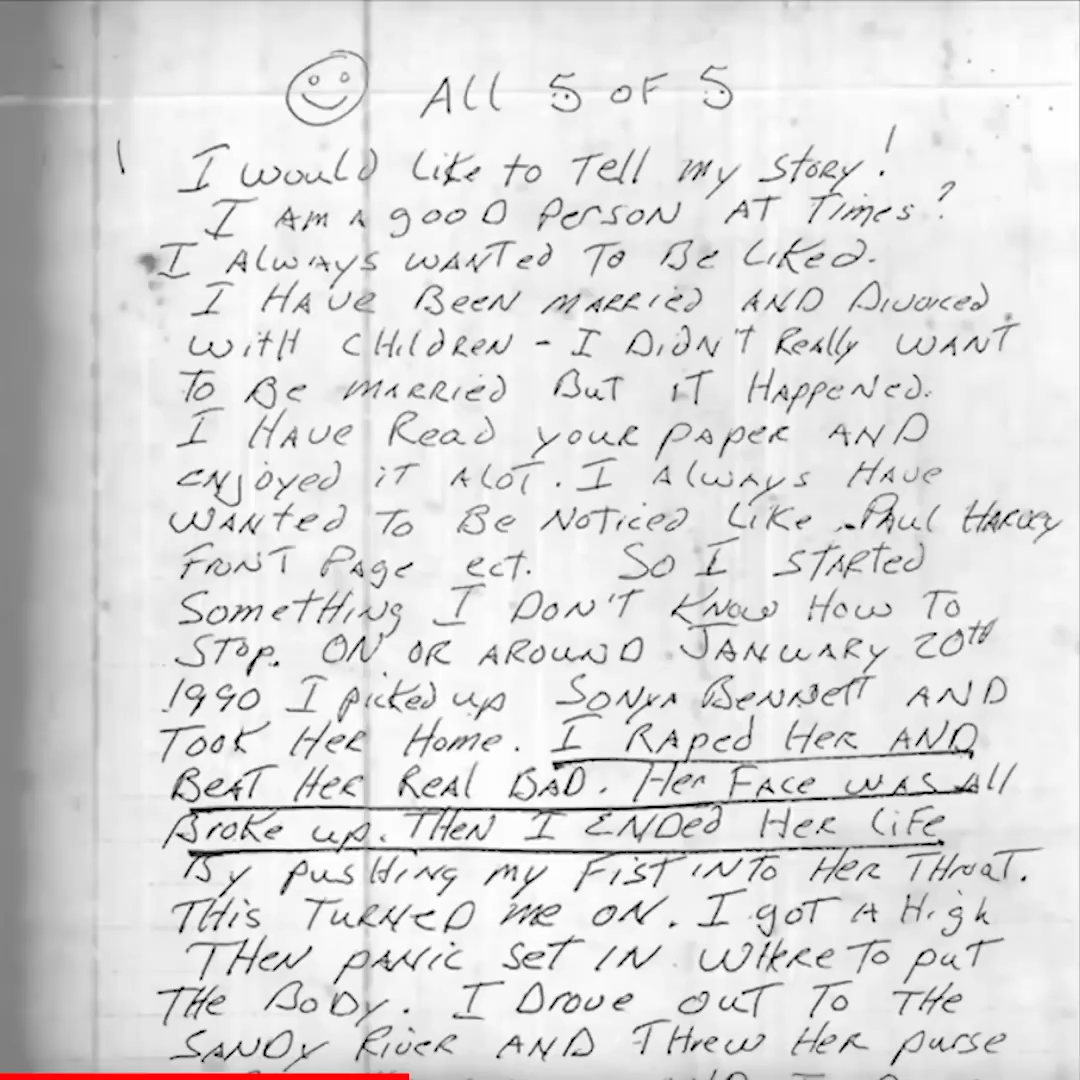 All 5 of 5
I would Like to Tell my story!
I AM A good Person AT Times?
I Always wanted To Be Liked.
I Have Been married AND Divorced
with children - I Didn't Really WANT
To Be married But iT Happened.
I Have Read your paper AND
enjoyed iT Alot. I Always Have
wanted To Be Noticed Like Paul Harvey
Front Page ect. So I Started
Something I Don't Know How To
Stop. ON or around January 20th
1990 I picked up Sonya Bennett AND
Took Her Home. I Raped Her AND
Beat Her Real Bad. Her Face was All
Broke up. Then I Ended Her Life
By pushing my Fist into Her Throat.
This Turned me on. I got A High
Then panic set in where To put
The Body. I Drove out To The
Sandy River AND Threw Her purse